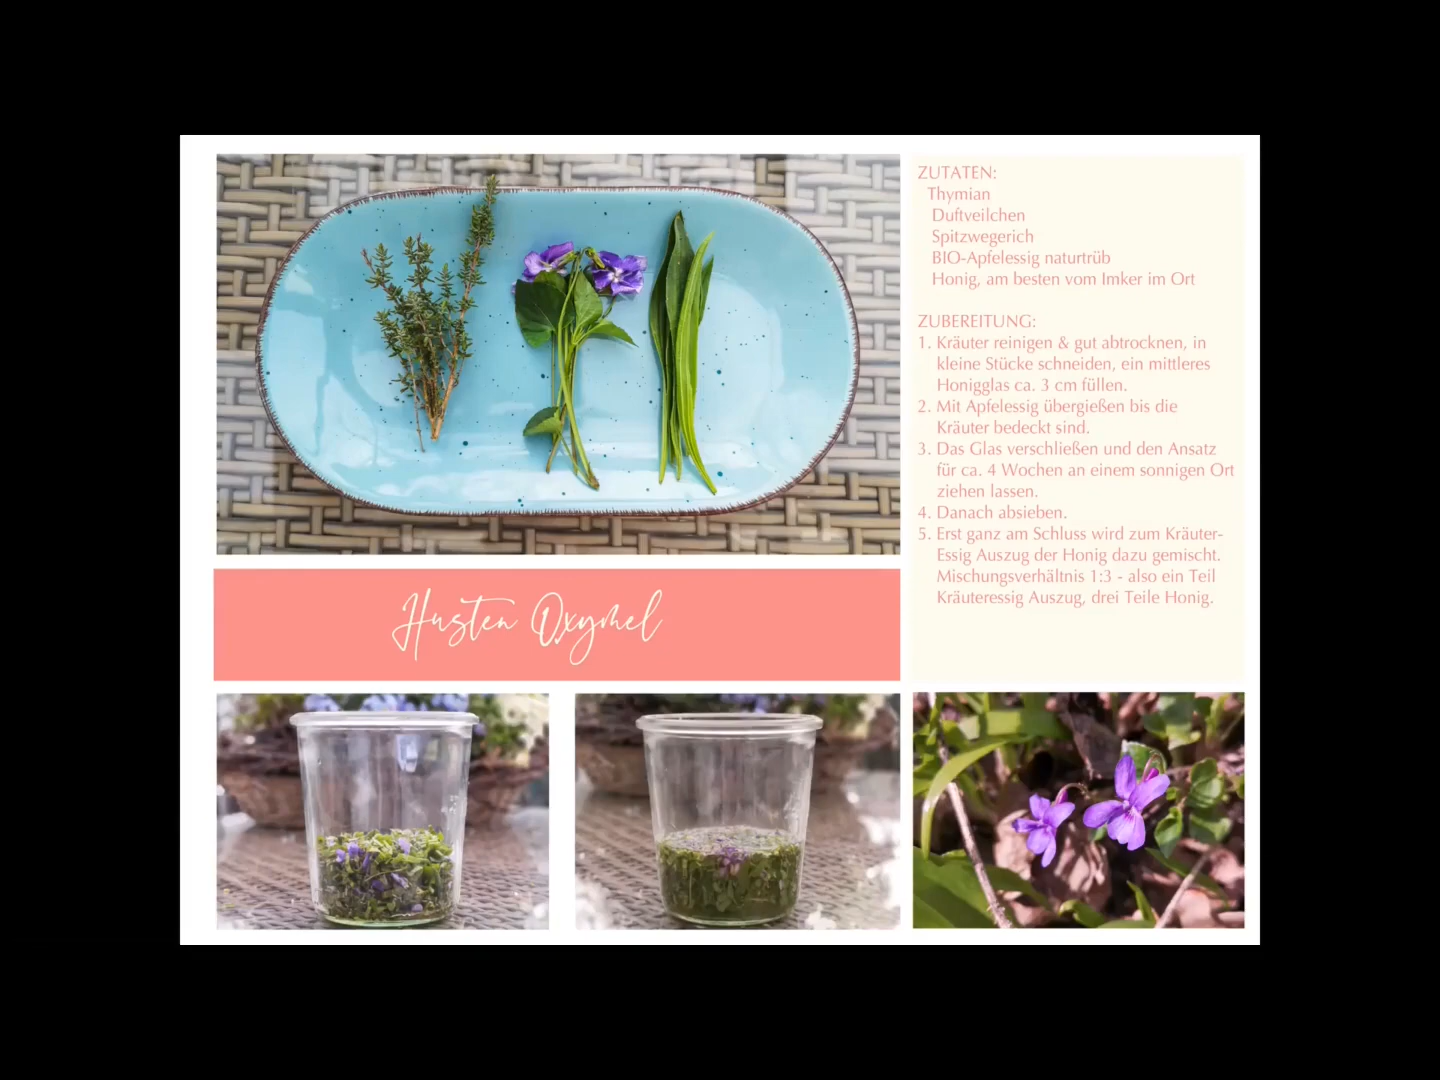 ZUTATEN:
Thymian
Duftveilchen
Spitzwegerich
BIO-Apfelessig naturtrüb
Honig, am besten vom Imker im Ort
ZUBEREITUNG:
1. Kräuter reinigen & gut abtrocknen, in
kleine Stücke schneiden, ein mittleres
Honigglas ca. 3 cm füllen.
2. Mit Apfelessig übergießen bis die
Kräuter bedeckt sind.
3. Das Glas verschließen und den Ansatz
für ca. 4 Wochen an einem sonnigen Ort
ziehen lassen.
4. Danach absieben.
5. Erst ganz am Schluss wird zum Kräuter-
Essig Auszug der Honig dazu gemischt.
Mischungsverhältnis 1:3 - also ein Teil
Kräuteressig Auszug, drei Teile Honig.
Husten Oxymel